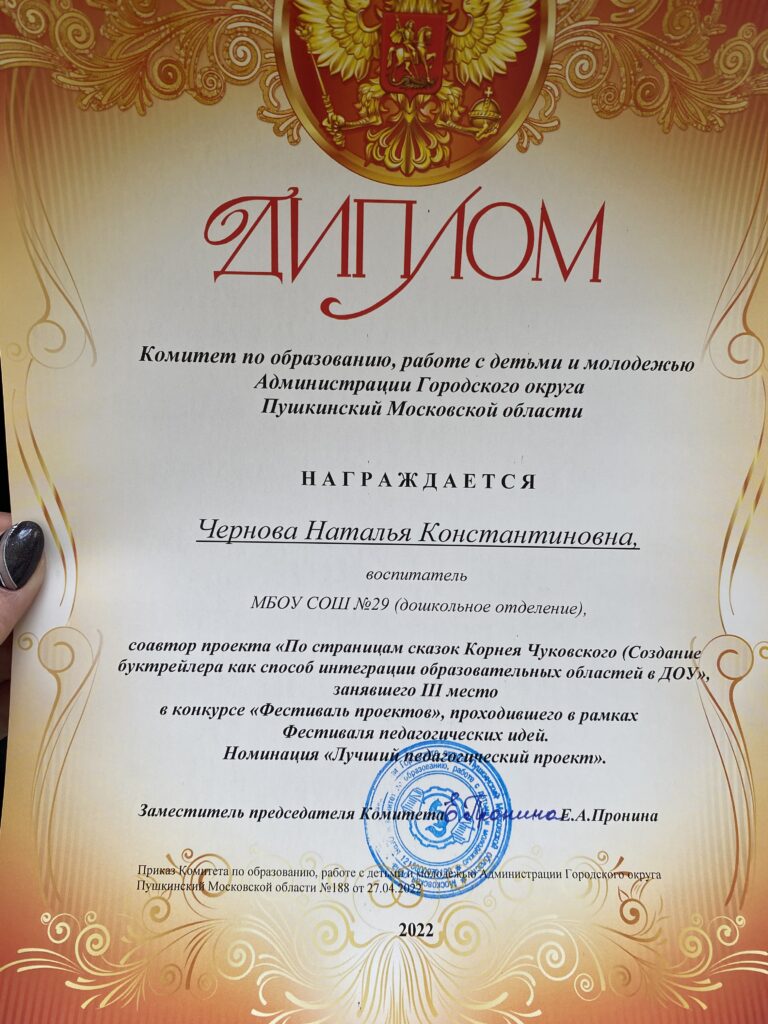 ДИПЛОМ
Комитет по образованию, работе с детьми и молодежью
Администрации Городского округа
Пушкинский Московской области
НАГРАЖДАЕТСЯ
Чернова Наталья Константиновна,
воспитатель
МБОУ СОШ №29 (дошкольное отделение),
соавтор проекта «По страницам сказок Корнея Чуковского (Создание
буктрейлера как способ интеграции образовательных областей в ДОУ»,
занявшего III место
в конкурсе «Фестиваль проектов», проходившего в рамках
Фестиваля педагогических идей.
Номинация «Лучший педагогический проект».
Заместитель председателя Комитета Е.А.Пронина
Приказ Комитета по образованию, работе с детьми и молодежью Администрации Городского округа
Пушкинский Московской области №188 от 27.04.2022
2022